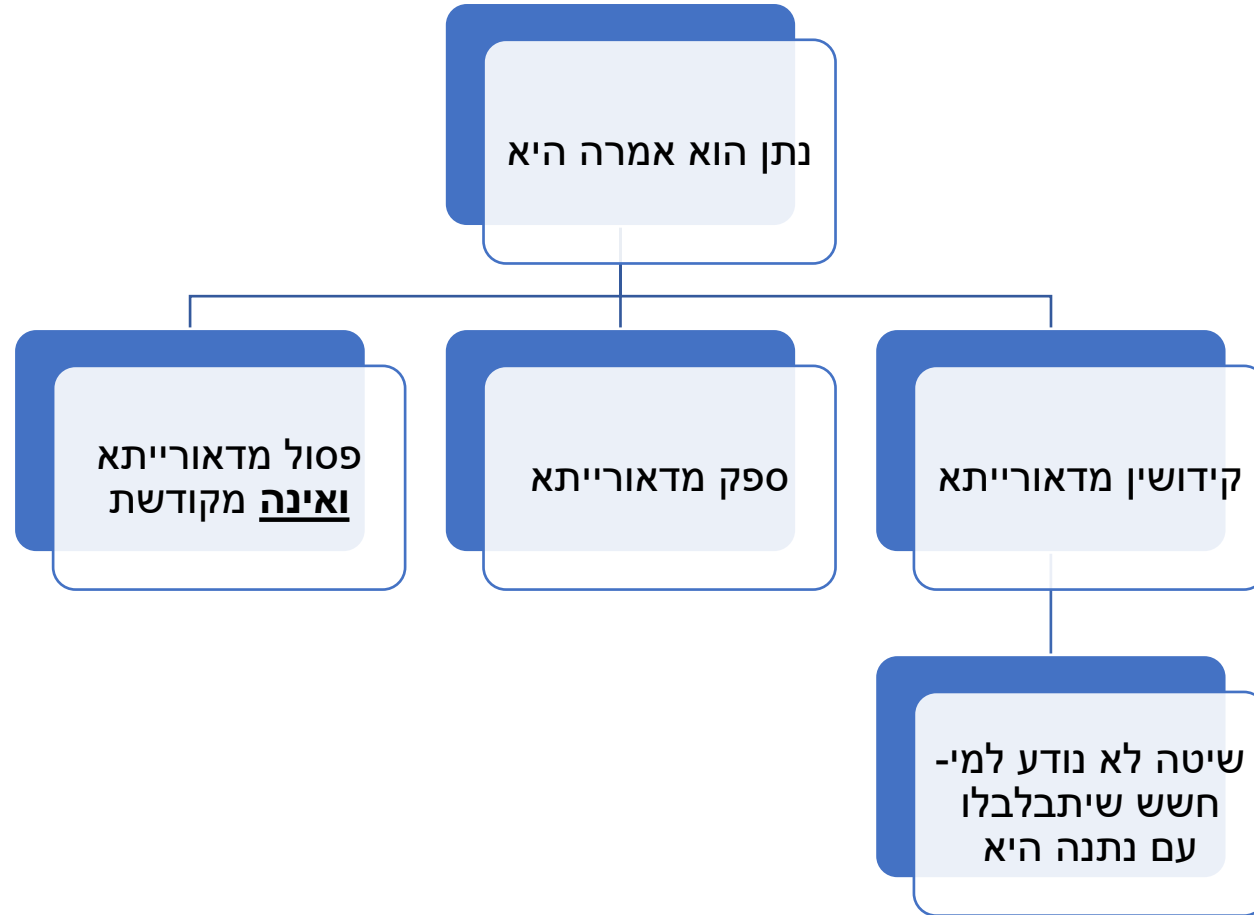 נתן הוא אמרה היא
קידושין מדאורייתא
ספק מדאורייתא
פסול מדאורייתא
ואינה מקודשת
שיטה לא נודע למי-
חשש שיתבלבלו
עם נתנה היא